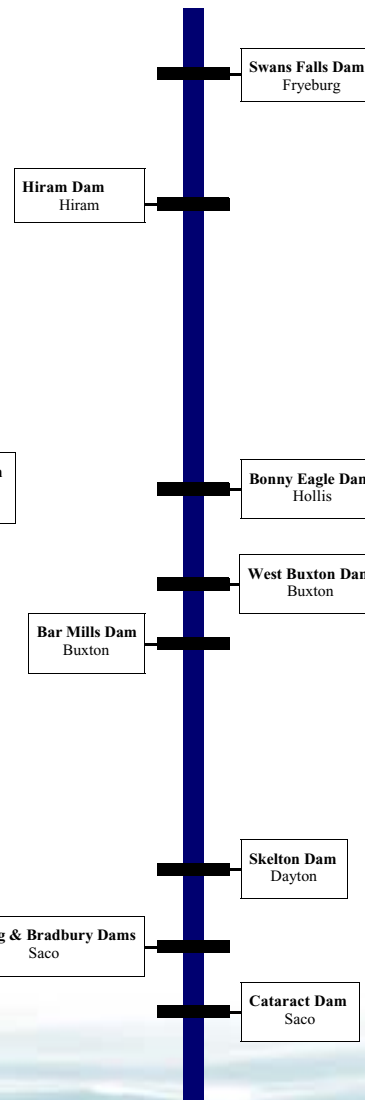 Swans Falls Dam
Fryeburg
Hiram Dam
Hiram
Bonny Eagle Dam
Hollis
West Buxton Dam
Buxton
Bar Mills Dam
Buxton
Skelton Dam
Dayton
& Bradbury Dams
Saco
Cataract Dam
Saco